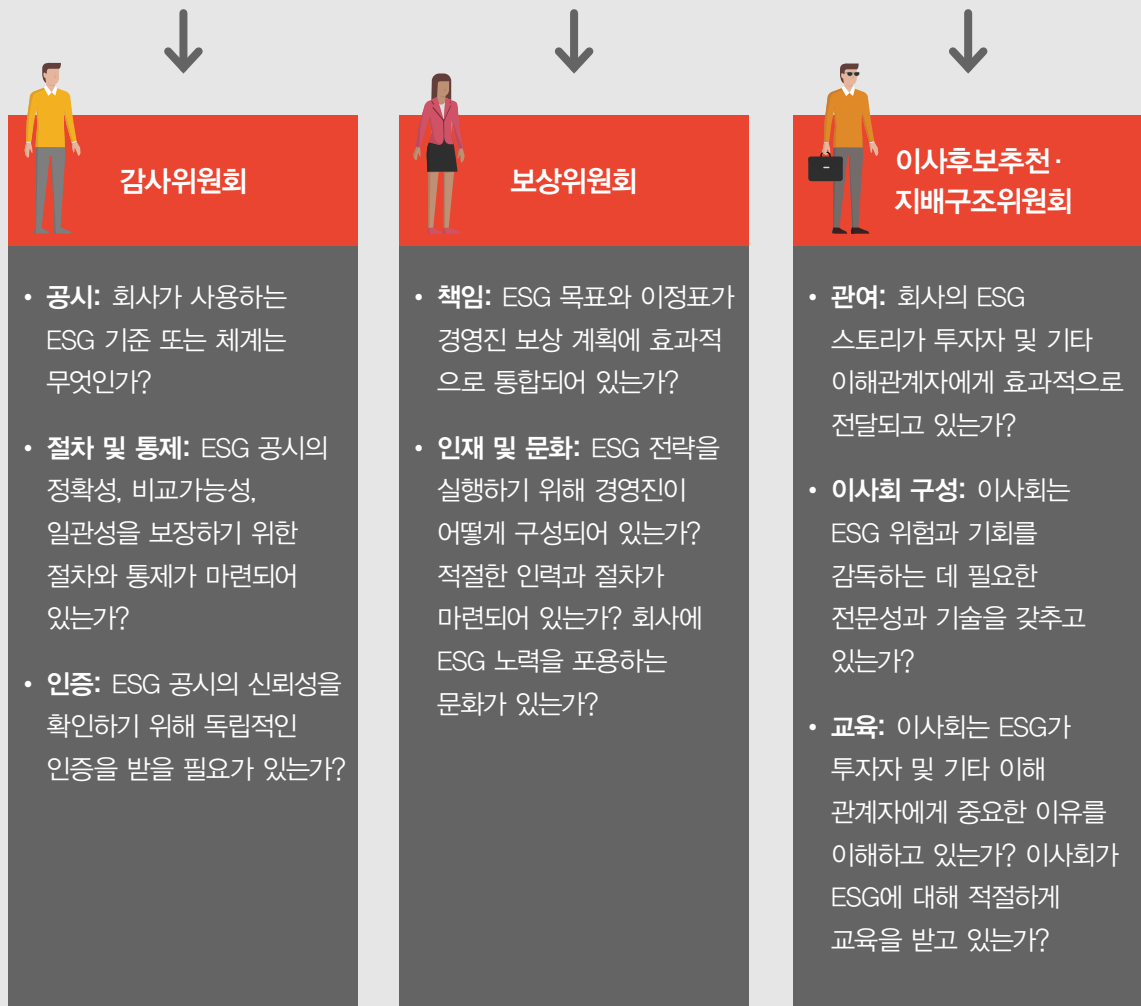 감사위원회
• 공시: 회사가 사용하는
ESG 기준 또는 체계는
무엇인가?
• 절차 및 통제: ESG 공시의
정확성, 비교가능성,
일관성을 보장하기 위한
절차와 통제가 마련되어
있는가?
• 인증: ESG 공시의 신뢰성을
확인하기 위해 독립적인
인증을 받을 필요가 있는가?
보상위원회
• 책임: ESG 목표와 이정표가
경영진 보상 계획에 효과적
으로 통합되어 있는가?
• 인재 및 문화: ESG 전략을
실행하기 위해 경영진이
어떻게 구성되어 있는가?
적절한 인력과 절차가
마련되어 있는가? 회사에
ESG 노력을 포용하는
문화가 있는가?
이사후보추천·
지배구조위원회
• 관여: 회사의 ESG
스토리가 투자자 및 기타
이해관계자에게 효과적으로
전달되고 있는가?
• 이사회 구성: 이사회는
ESG 위험과 기회를
감독하는 데 필요한
전문성과 기술을 갖추고
있는가?
• 교육: 이사회는 ESG가
투자자 및 기타 이해
관계자에게 중요한 이유를
이해하고 있는가? 이사회가
ESG에 대해 적절하게
교육을 받고 있는가?